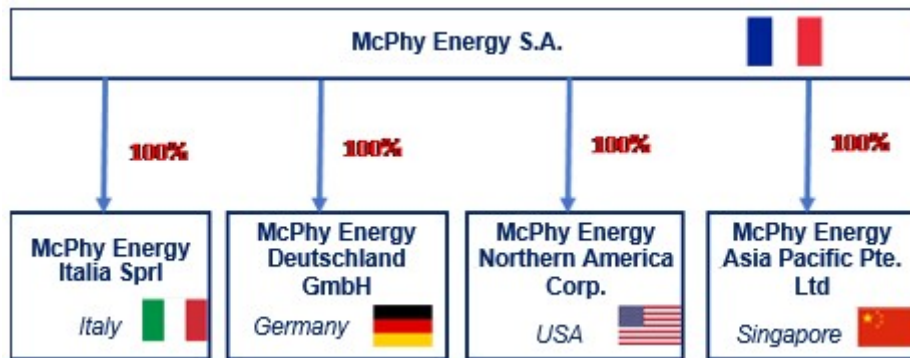 McPhy Energy S.A.
100%
100%
100%
100%
McPhy Energy
Italia Sprl
Italy
McPhy Energy
Deutschland
GmbH
Germany
McPhy Energy
Northern America
Corp.
USA
McPhy Energy
Asia Pacific Pte.
Ltd
Singapore